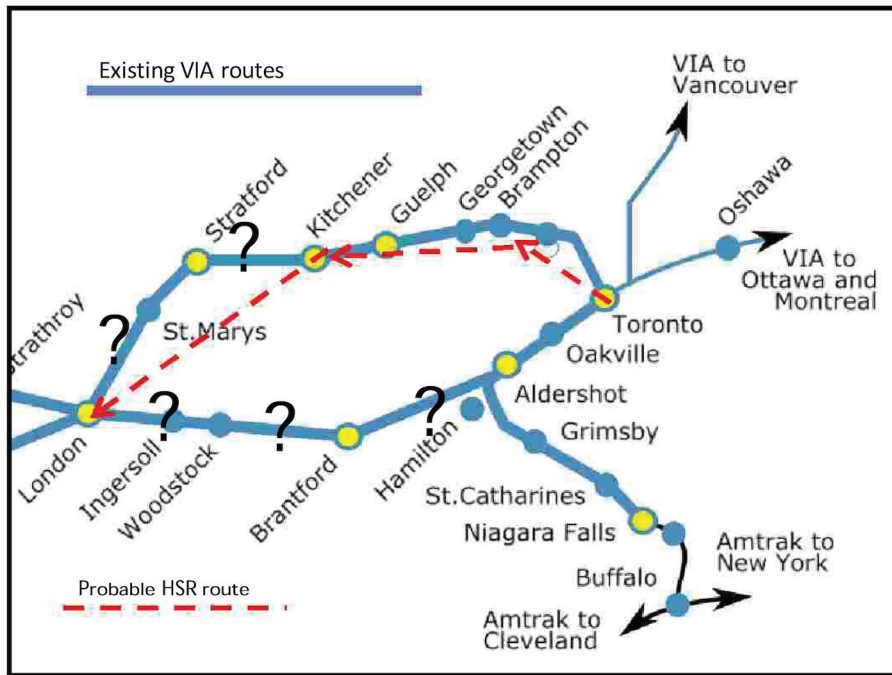 Existing VIA routes
VIA to
Vancouver
Oshawa
VIA to
Ottawa and
Montreal
Georgetown
Brampton
Guelph
Kitchener
Stratford
?
?
St.Marys
Strathroy
Toronto
Oakville
Aldershot
?
?
?
London
Ingersoll
Woodstock
Brantford
Hamilton
Grimsby
St.Catharines
Niagara Falls
Buffalo
Amtrak to
New York
Amtrak to
Cleveland
Probable HSR route